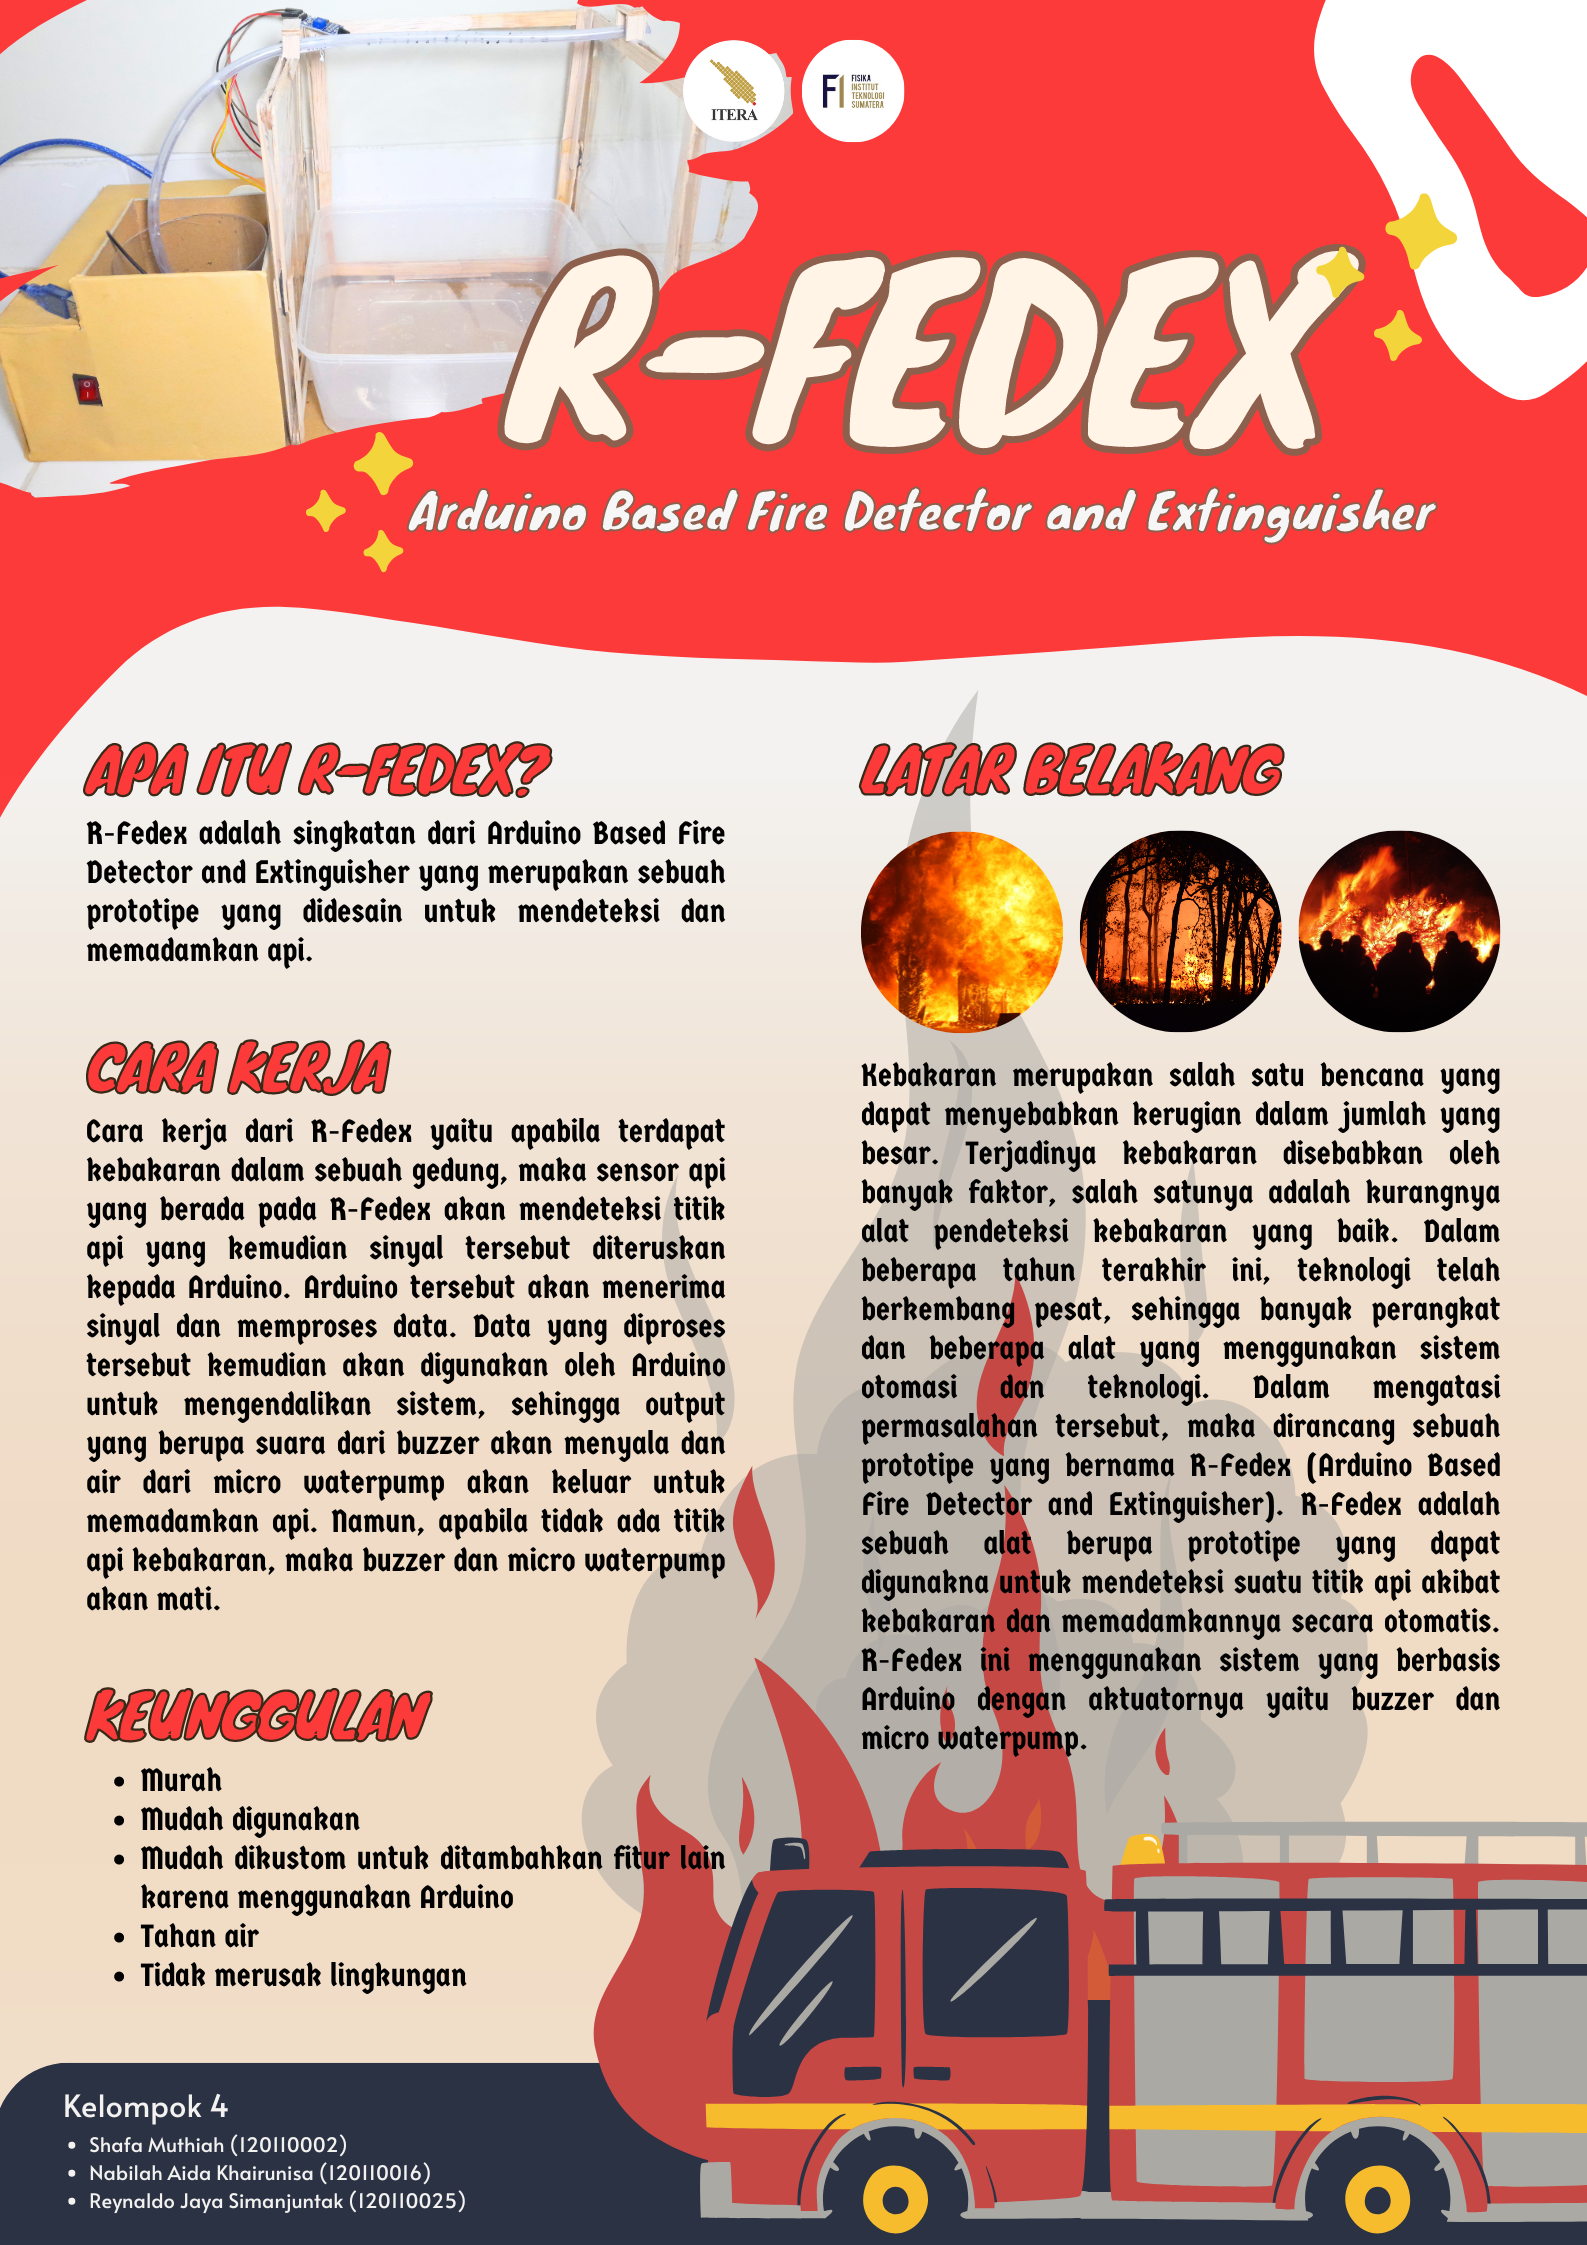 ITERA
FI
FISIKA
INSTITUT
TEKNOLOGI
SUMATERA
R-FEDEX
Arduino Based Fire Detector and Extinguisher
APA ITU R-FEDEX?
R-Fedex adalah singkatan dari Arduino Based Fire
Detector and Extinguisher yang merupakan sebuah
prototipe yang didesain untuk mendeteksi dan
memadamkan api.
CARA KERJA
Cara kerja dari R-Fedex yaitu apabila terdapat
kebakaran dalam sebuah gedung, maka sensor api
yang berada pada R-Fedex akan mendeteksi titik
api yang kemudian sinyal tersebut diteruskan
kepada Arduino. Arduino tersebut akan menerima
sinyal dan memproses data. Data yang diproses
tersebut kemudian akan digunakan oleh Arduino
untuk mengendalikan sistem, sehingga output
yang berupa suara dari buzzer akan menyala dan
air dari micro waterpump akan keluar untuk
memadamkan api. Namun, apabila tidak ada titik
api kebakaran, maka buzzer dan micro waterpump
akan mati.
KEUNGGULAN
• Murah
• Mudah digunakan
• Mudah dikustom untuk ditambahkan fitur lain
karena menggunakan Arduino
• Tahan air
• Tidak merusak lingkungan
LATAR BELAKANG
Kebakaran merupakan salah satu bencana yang
dapat menyebabkan kerugian dalam jumlah yang
besar. Terjadinya kebakaran disebabkan oleh
banyak faktor, salah satunya adalah kurangnya
alat pendeteksi kebakaran yang baik. Dalam
beberapa tahun terakhir ini, teknologi telah
berkembang pesat, sehingga banyak perangkat
dan beberapa alat yang menggunakan sistem
otomasi dan teknologi. Dalam mengatasi
permasalahan tersebut, maka dirancang sebuah
prototipe yang bernama R-Fedex (Arduino Based
Fire Detector and Extinguisher). R-Fedex adalah
sebuah alat berupa prototipe yang dapat
digunakna untuk mendeteksi suatu titik api akibat
kebakaran dan memadamkannya secara otomatis.
R-Fedex ini menggunakan sistem yang berbasis
Arduino dengan aktuatornya yaitu buzzer dan
micro waterpump.
Kelompok 4
• Shafa Muthiah (120110002)
• Nabilah Aida Khairunisa (120110016)
• Reynaldo Jaya Simanjuntak (120110025)